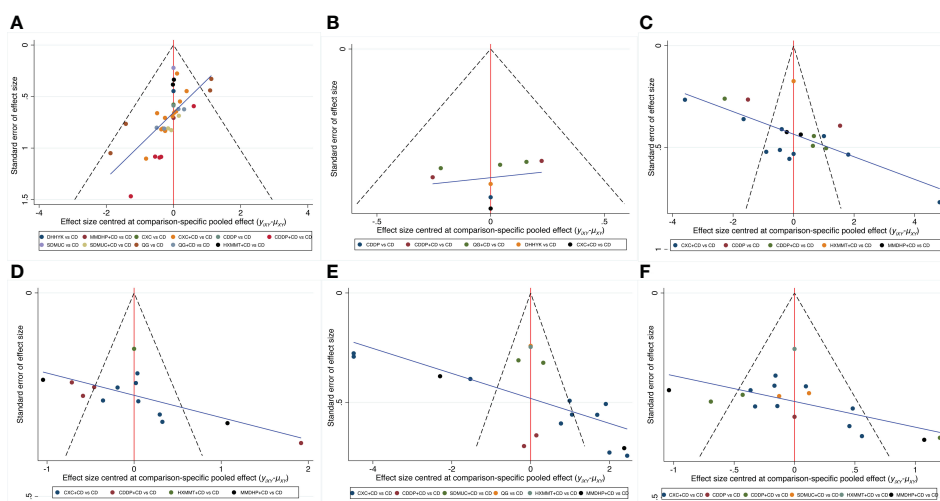 A
Standard error of effect size
0
.5
1
1.5
-4
-2
0
2
4
Effect size centred at comparison-specific pooled effect (yiXY-μXY)
DHHYK vs CD MMDHP+CD vs CD CXC vs CD CXC+CD vs CD CDDP vs CD CDDP+CD vs CD
SDMUC vs CD SDMUC+CD vs CD QG vs CD QG+CD vs CD HXMMT vs CD
B
Standard error of effect size
0
-.5
0
.5
Effect size centred at comparison-specific pooled effect (yiXY-μXY)
CDDP vs CD CDDP+CD vs CD QG+CD vs CD DHHYK vs CD CXC+CD vs CD
C
Standard error of effect size
0
.5
1
-4
-2
0
2
4
Effect size centred at comparison-specific pooled effect (yiXY-μXY)
CXC+CD vs CD CDDP vs CD CDDP+CD vs CD HXMMT+CD vs CD MMDHP+CD vs CD
D
Standard error of effect size
0
.5
-1
0
1
2
Effect size centred at comparison-specific pooled effect (yiXY-μXY)
CXC+CD vs CD CDDP+CD vs CD HXMMT+CD vs CD MMDHP+CD vs CD
E
Standard error of effect size
0
.5
-4
-2
0
2
Effect size centred at comparison-specific pooled effect (yiXY-μXY)
CXC+CD vs CD CDDP+CD vs CD SDMUC+CD vs CD QG vs CD HXMMT+CD vs CD MMDHP+CD vs CD
F
Standard error of effect size
0
.5
-1
-.5
0
.5
1
Effect size centred at comparison-specific pooled effect (yiXY-μXY)
CXC+CD vs CD CDDP vs CD CDDP+CD vs CD SDMUC+CD vs CD HXMMT+CD vs CD MMDHP+CD vs CD